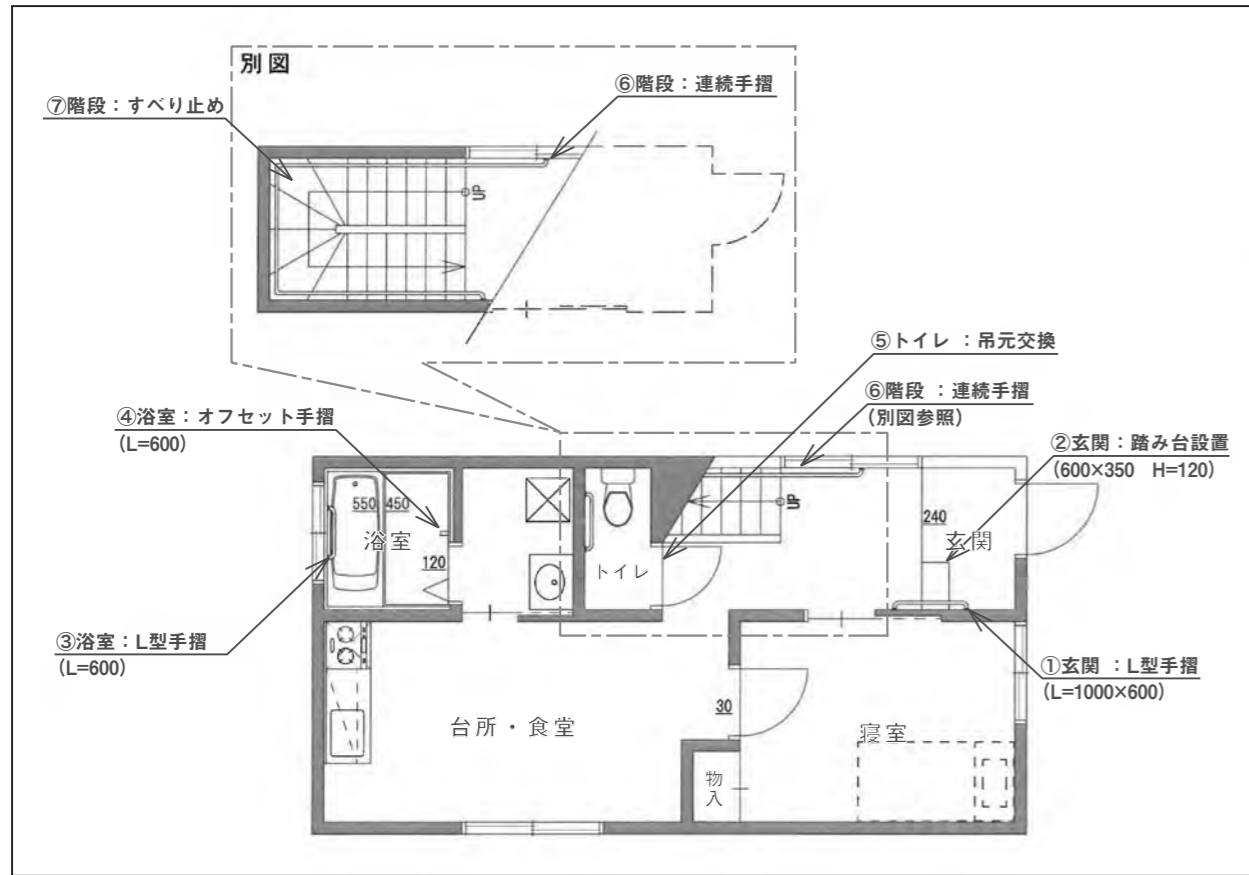 別図
⑦階段：すべり止め
⑥階段：連続手摺
UP
⑤トイレ ：吊元交換
⑥階段 ：連続手摺
(別図参照)
④浴室：オフセット手摺
(L=600)
②玄関：踏み台設置
(600×350 H=120)
550 450
浴室
120
トイレ
UP
240
玄関
③浴室：L型手摺
(L=600)
①玄関 ：L型手摺
(L=1000×600)
台所・食堂
30
寝室
物入